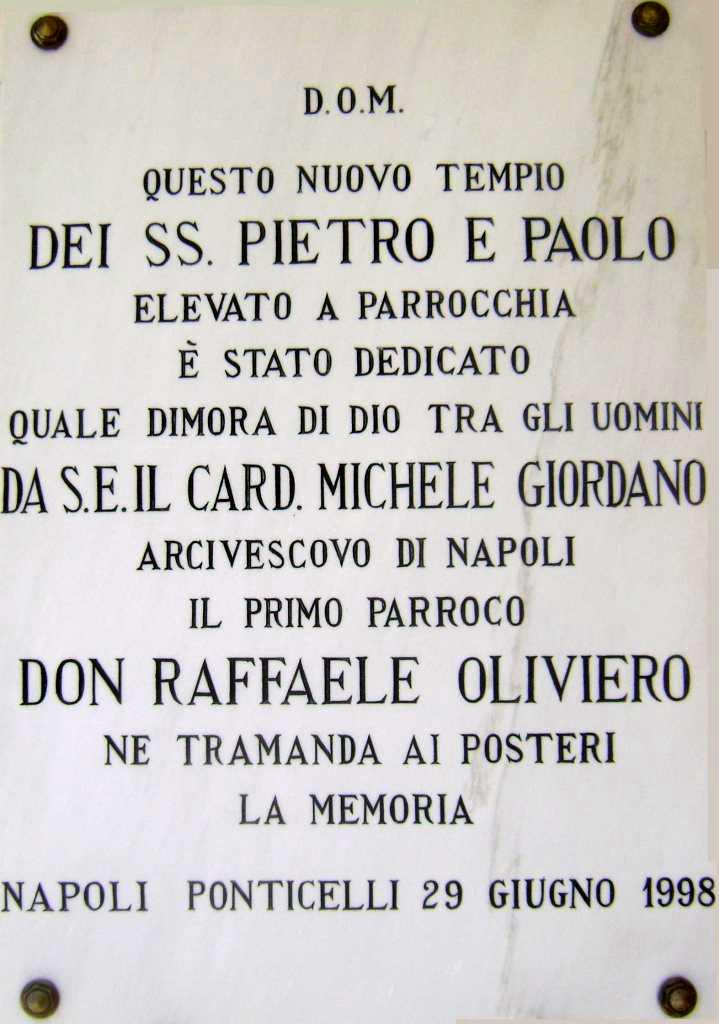 D.O.M.
QUESTO NUOVO TEMPIO
DEI SS. PIETRO E PAOLO
ELEVATO A PARROCCHIA
È STATO DEDICATO
QUALE DIMORA DI DIO TRA GLI UOMINI
DA S.E. IL CARD. MICHELE GIORDANO
ARCIVESCOVO DI NAPOLI
IL PRIMO PARROCO
DON RAFFAELE OLIVIERO
NE TRAMANDA AI POSTERI
LA MEMORIA
NAPOLI PONTICELLI 29 GIUGNO 1998